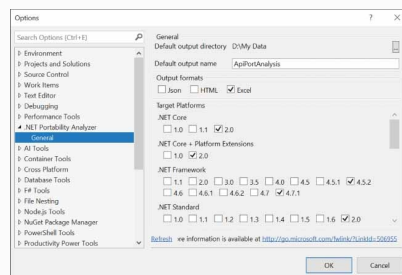 Options
? X
Search Options (Ctrl+E)
Environment
Projects and Solutions
Source Control
Work Items
Text Editor
Debugging
Performance Tools
.NET Portability Analyzer
General
AI Tools
Container Tools
Cross Platform
Database Tools
F# Tools
File Nesting
Node.js Tools
NuGet Package Manager
PowerShell Tools
Productivity Power Tools
General
Default output directory D:\My Data
...
Default output name ApiPortAnalysis
Output formats
Json HTML Excel
Target Platforms
.NET Core
1.0 1.1 2.0
.NET Core + Platform Extensions
1.0 2.0
.NET Framework
1.1 2.0 3.0 3.5 4.0 4.5 4.5.1 4.5.2
4.6 4.6.1 4.6.2 4.7 4.7.1
.NET Standard
1.0 1.1 1.2 1.3 1.4 1.5 1.6 2.0
Refresh re information is available at http://go.microsoft.com/fwlink/?LinkId=506955
OK Cancel